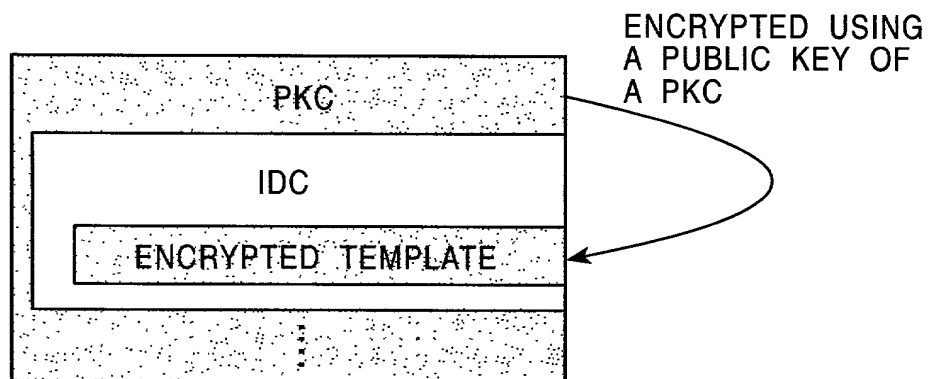 ENCRYPTED USING
A PUBLIC KEY OF
A PKC
PKC
IDC
ENCRYPTED TEMPLATE